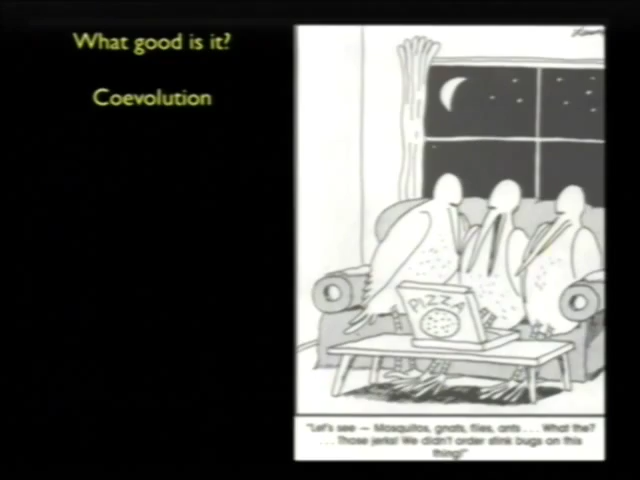 What good is it?
Coevolution
PIZZA
"Let's see — Mosquitos, gnats, flies, ants . . . What the?
. . . Those jerks! We didn't order stink bugs on this
thing!"